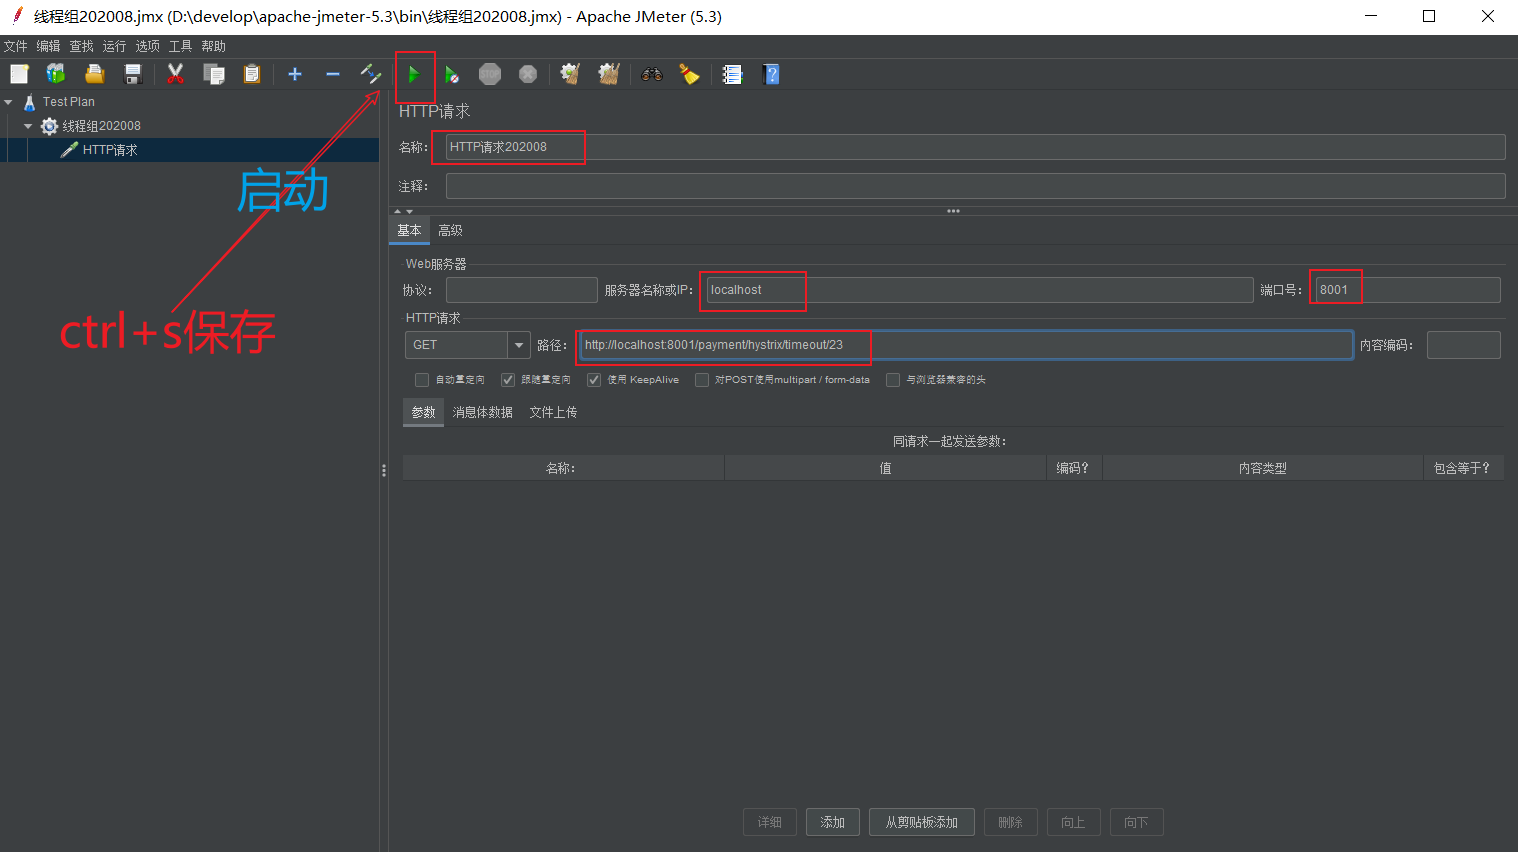 线程组202008.jmx (D:\develop\apache-jmeter-5.3\bin\线程组202008.jmx) - Apache JMeter (5.3)
文件 编辑 查找 运行 选项 工具 帮助
STOP
Test Plan
线程组202008
HTTP请求
启动
ctrl+s保存
HTTP请求
名称： HTTP请求202008
注释：
基本 高级
Web服务器
协议： 服务器名称或IP： localhost 端口号： 8001
HTTP请求
GET 路径： http://localhost:8001/payment/hystrix/timeout/23 内容编码：
自动重定向 跟随重定向 使用 KeepAlive 对POST使用multipart / form-data 与浏览器兼容的头
参数 消息体数据 文件上传
同请求一起发送参数：
名称： 值 编码？ 内容类型 包含等于？
详细 添加 从剪贴板添加 删除 向上 向下